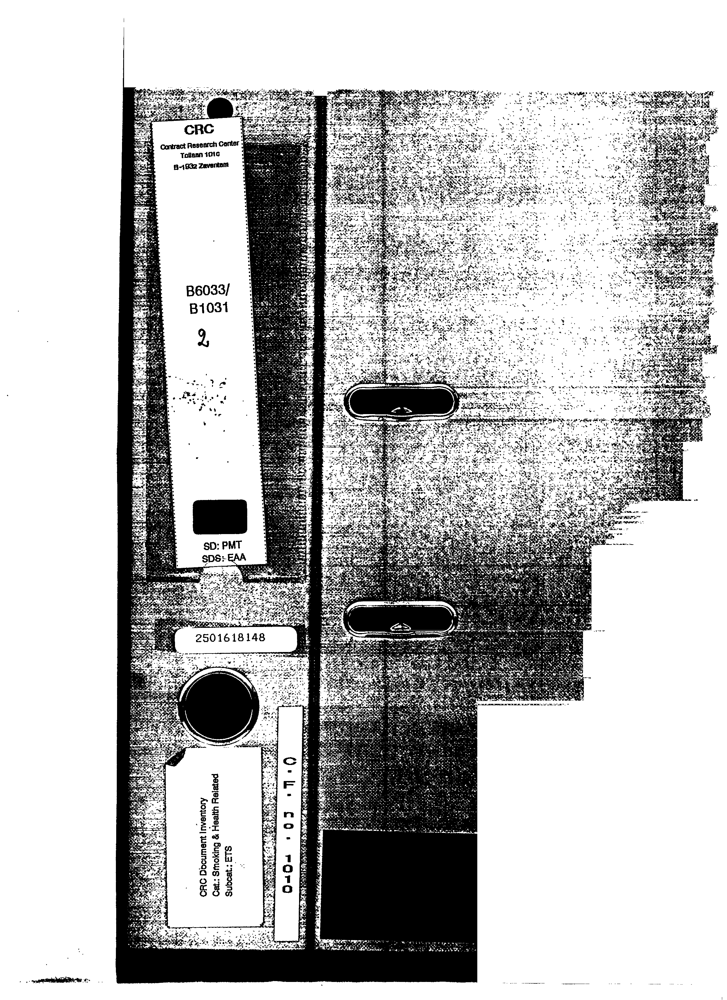 CRC
Contract Research Center
Tollaan 101c
B-1932 Zaventem
B6033/
B1031
2
SD: PMT
SDS: EAA
2501618148
C.F. no. 1010
CRC Document Inventory
Cat.: Smoking & Health Related
Subcat.: ETS